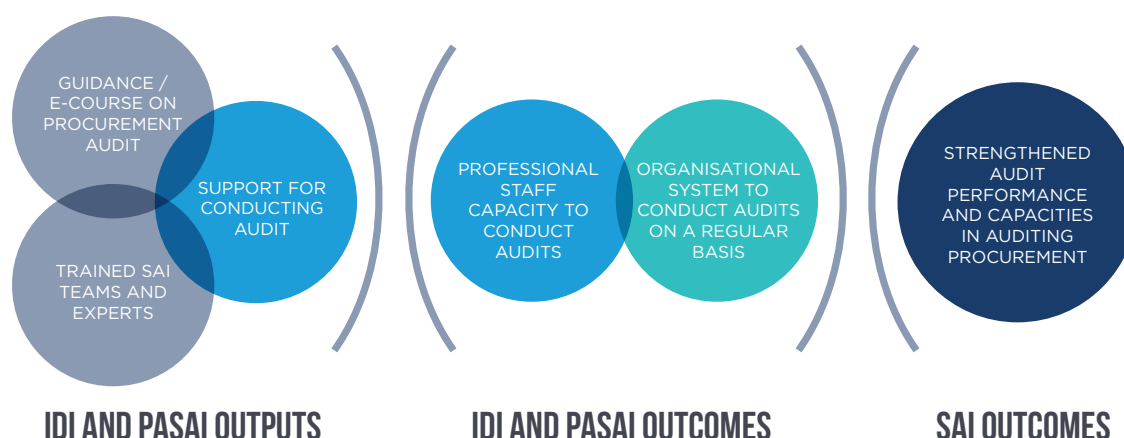 GUIDANCE /
E-COURSE ON
PROCUREMENT
AUDIT
SUPPORT FOR
CONDUCTING
AUDIT
TRAINED SAI
TEAMS AND
EXPERTS
PROFESSIONAL
STAFF
CAPACITY TO
CONDUCT
AUDITS
ORGANISATIONAL
SYSTEM TO
CONDUCT AUDITS
ON A REGULAR
BASIS
STRENGTHENED
AUDIT
PERFORMANCE
AND CAPACITIES
IN AUDITING
PROCUREMENT
IDI AND PASAI OUTPUTS
IDI AND PASAI OUTCOMES
SAI OUTCOMES